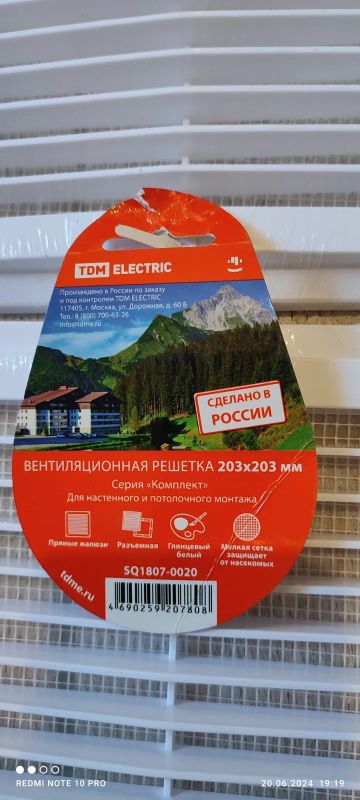 TDM ELECTRIC
Произведено в России по заказу
и под контролем TDM ELECTRIC
117405, г. Москва, ул. Дорожная, д. 60 Б
Тел.: 8 (800) 700-63-26
info@tdme.ru
СДЕЛАНО В
РОССИИ
ВЕНТИЛЯЦИОННАЯ РЕШЕТКА 203х203 мм
Серия «Комплект»
Для настенного и потолочного монтажа
Прямые жалюзи
Разъемная
Глянцевый
белый
Мелкая сетка
защищает
от насекомых
SQ1807-0020
tdme.ru
4 690259 207808
REDMI NOTE 10 PRO
20.06.2024 19:19